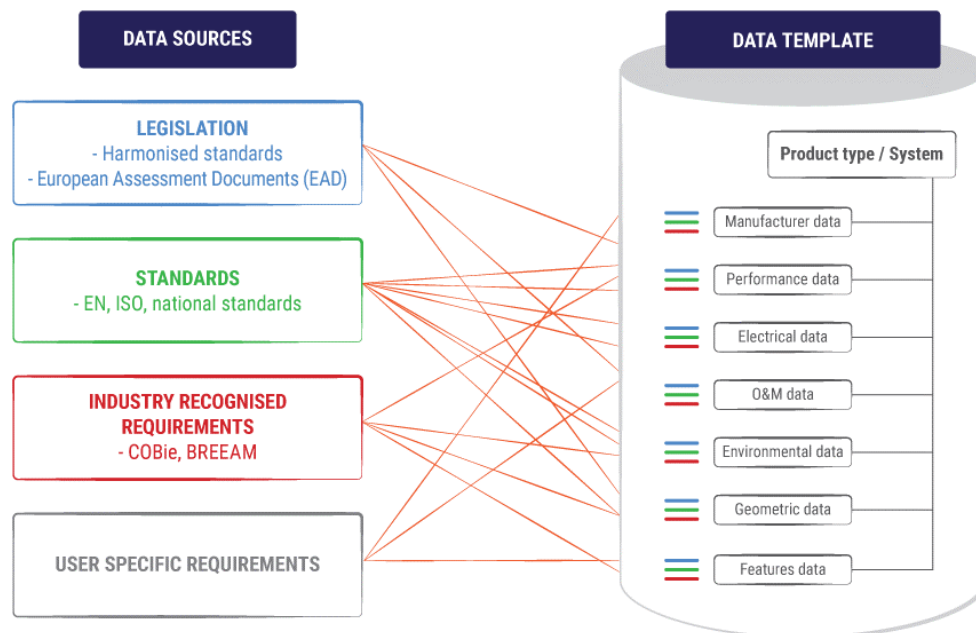 DATA SOURCES
LEGISLATION
- Harmonised standards
- European Assessment Documents (EAD)
STANDARDS
- EN, ISO, national standards
INDUSTRY RECOGNISED
REQUIREMENTS
- COBie, BREEAM
USER SPECIFIC REQUIREMENTS
DATA TEMPLATE
Product type / System
Manufacturer data
Performance data
Electrical data
O&M data
Environmental data
Geometric data
Features data